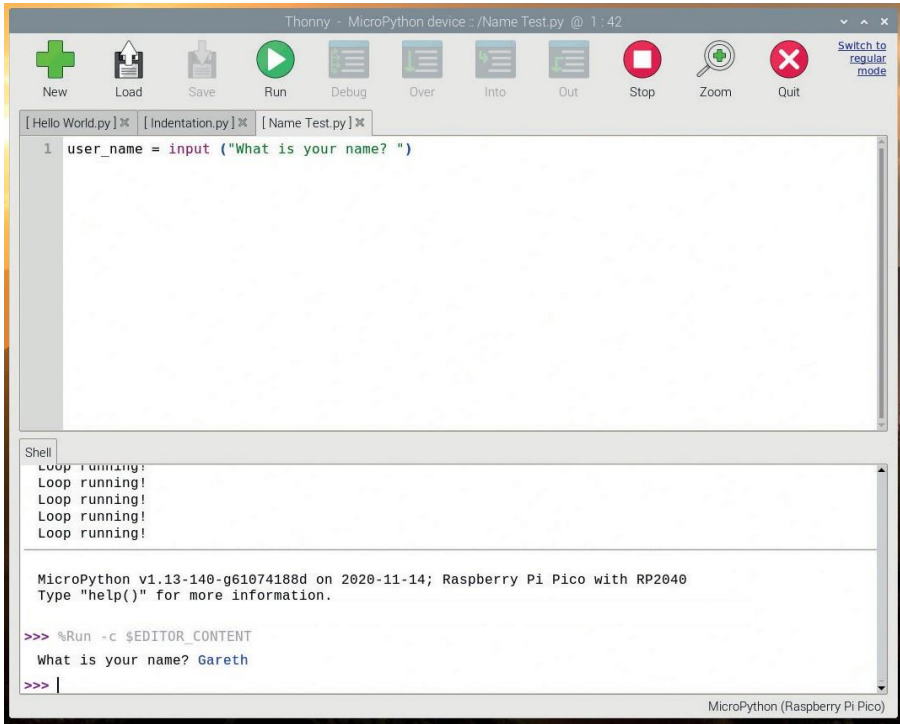 Thonny - MicroPython device :: /Name Test.py @ 1 : 42
Switch to
regular
mode
New Load Save Run Debug Over Into Out Stop Zoom Quit
[ Hello World.py ] [ Indentation.py ] [ Name Test.py ]
1 user_name = input ("What is your name? ")
Shell
Loop running!
Loop running!
Loop running!
Loop running!
Loop running!
MicroPython v1.13-140-g61074188d on 2020-11-14; Raspberry Pi Pico with RP2040
Type "help()" for more information.
>>> %Run -c $EDITOR_CONTENT
What is your name? Gareth
>>>
MicroPython (Raspberry Pi Pico)